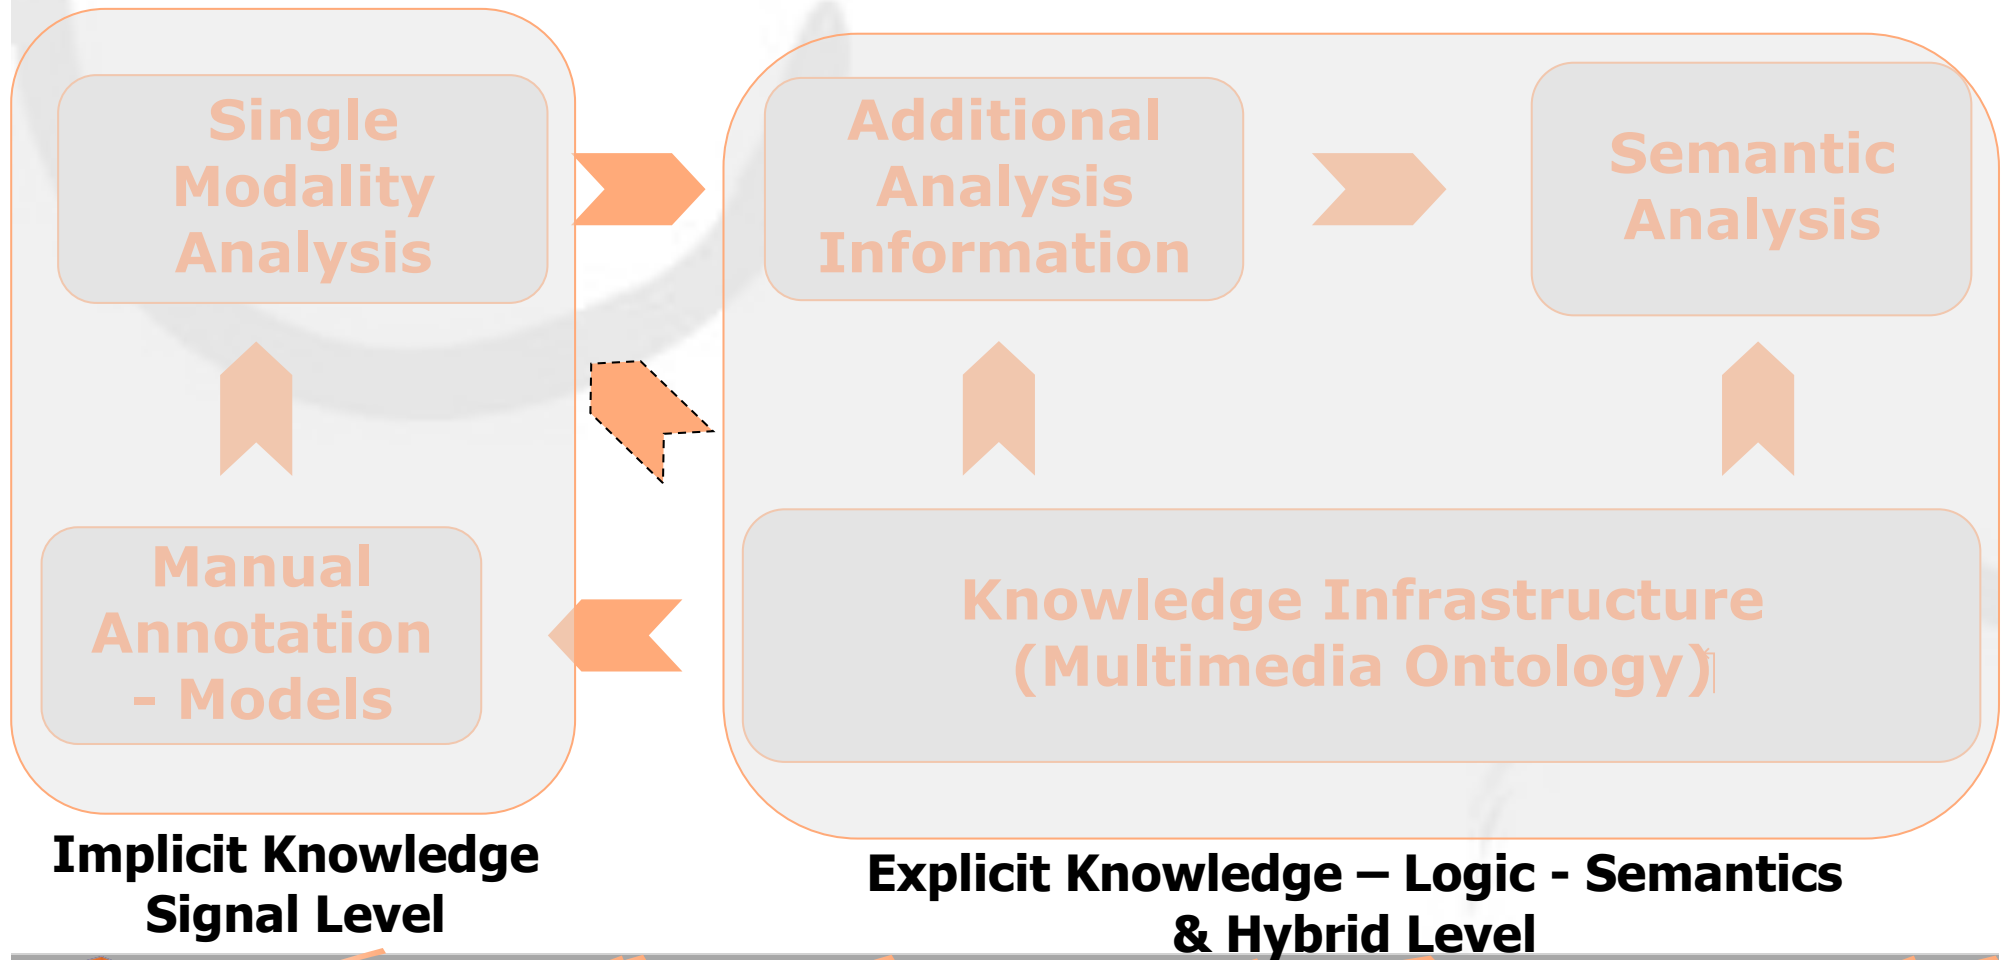 Single
Modality
Analysis
Additional
Analysis
Information
Semantic
Analysis
Manual
Annotation
- Models
Knowledge Infrastructure
(Multimedia Ontology)
Implicit Knowledge
Signal Level
Explicit Knowledge – Logic - Semantics
& Hybrid Level